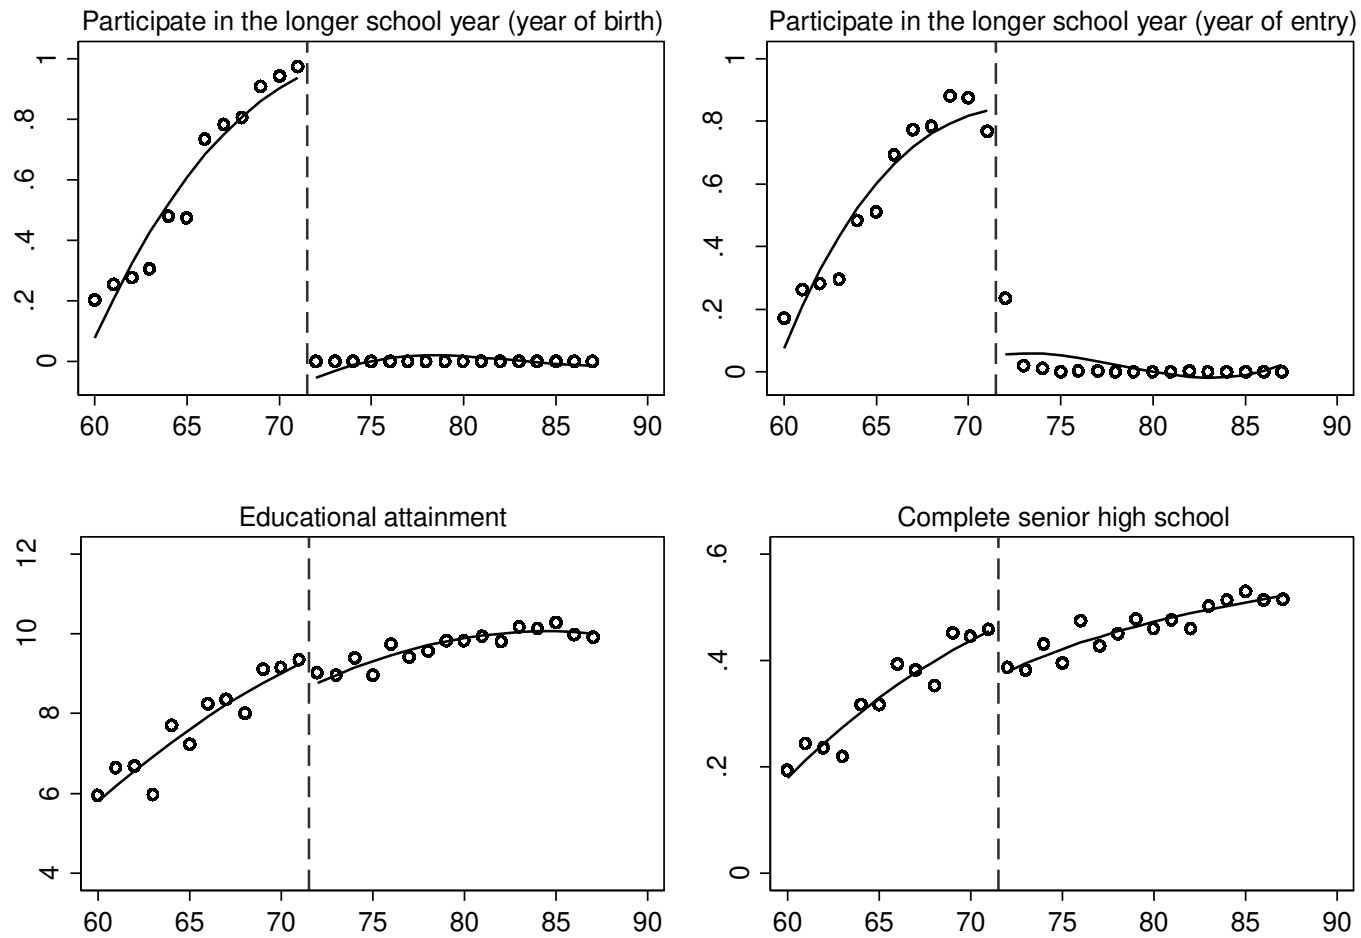 Participate in the longer school year (year of birth)
0 .2 .4 .6 .8 1
60 65 70 75 80 85 90
Participate in the longer school year (year of entry)
0 .2 .4 .6 .8 1
60 65 70 75 80 85 90
Educational attainment
4 6 8 10 12
60 65 70 75 80 85 90
Complete senior high school
0 .2 .4 .6
60 65 70 75 80 85 90